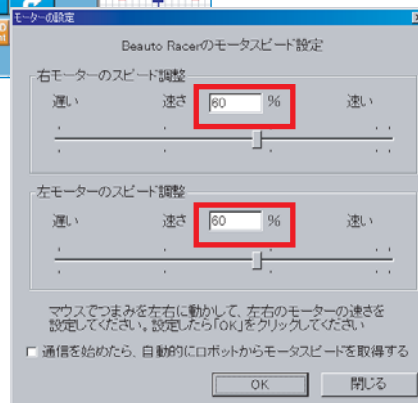 モーターの設定
Beauto Racerのモータスピード設定
右モーターのスピード調整
遅い 速さ 60 % 速い
左モーターのスピード調整
遅い 速さ 60 % 速い
マウスでつまみを左右に動かして、左右のモーターの速さを
設定してください。設定したら「OK」をクリックしてください
通信を始めたら、自動的にロボットからモータスピードを取得する
OK 閉じる